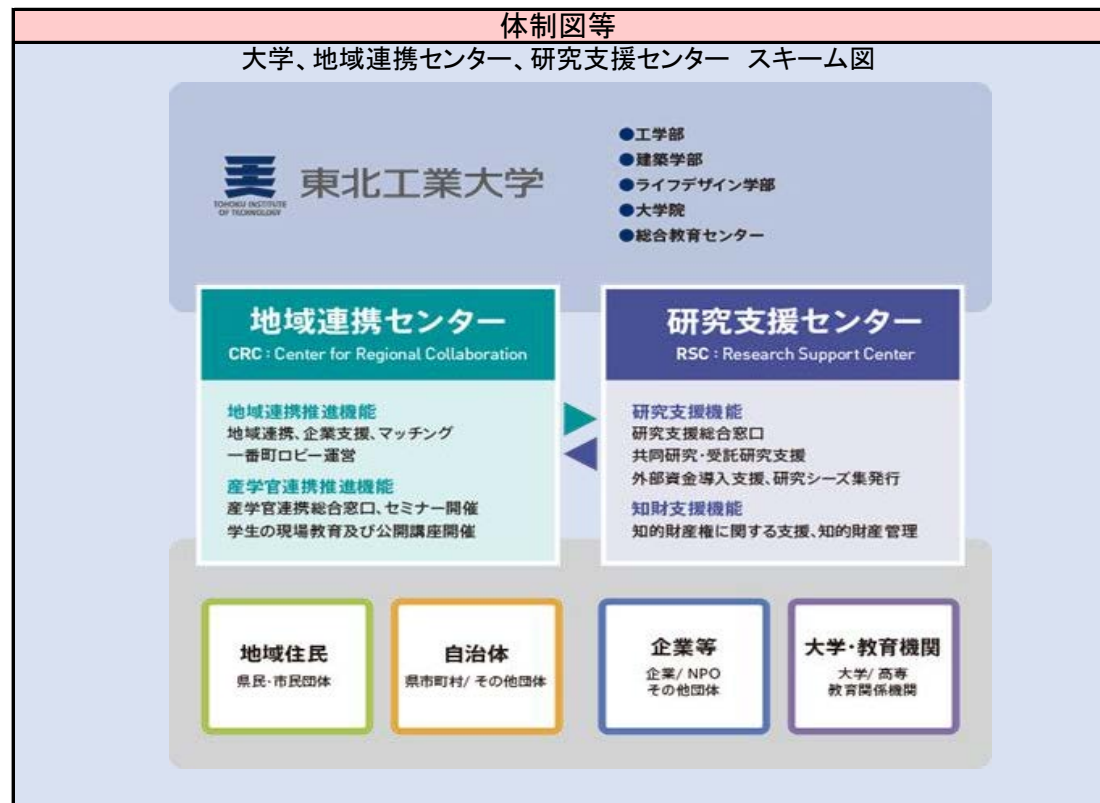 体制図等
大学、地域連携センター、研究支援センター　スキーム図
TOHOKU INSTITUTE
OF TECHNOLOGY
東北工業大学
●工学部
●建築学部
●ライフデザイン学部
●大学院
●総合教育センター
地域連携センター
CRC : Center for Regional Collaboration
地域連携推進機能
地域連携、企業支援、マッチング
一番町ロビー運営
産学官連携推進機能
産学官連携総合窓口、セミナー開催
学生の現場教育及び公開講座開催
研究支援センター
RSC : Research Support Center
研究支援機能
研究支援総合窓口
共同研究・受託研究支援
外部資金導入支援、研究シーズ集発行
知財支援機能
知的財産権に関する支援、知的財産管理
地域住民
県民・市民団体
自治体
県市町村/ その他団体
企業等
企業/ NPO
その他団体
大学・教育機関
大学/ 高専
教育関係機関